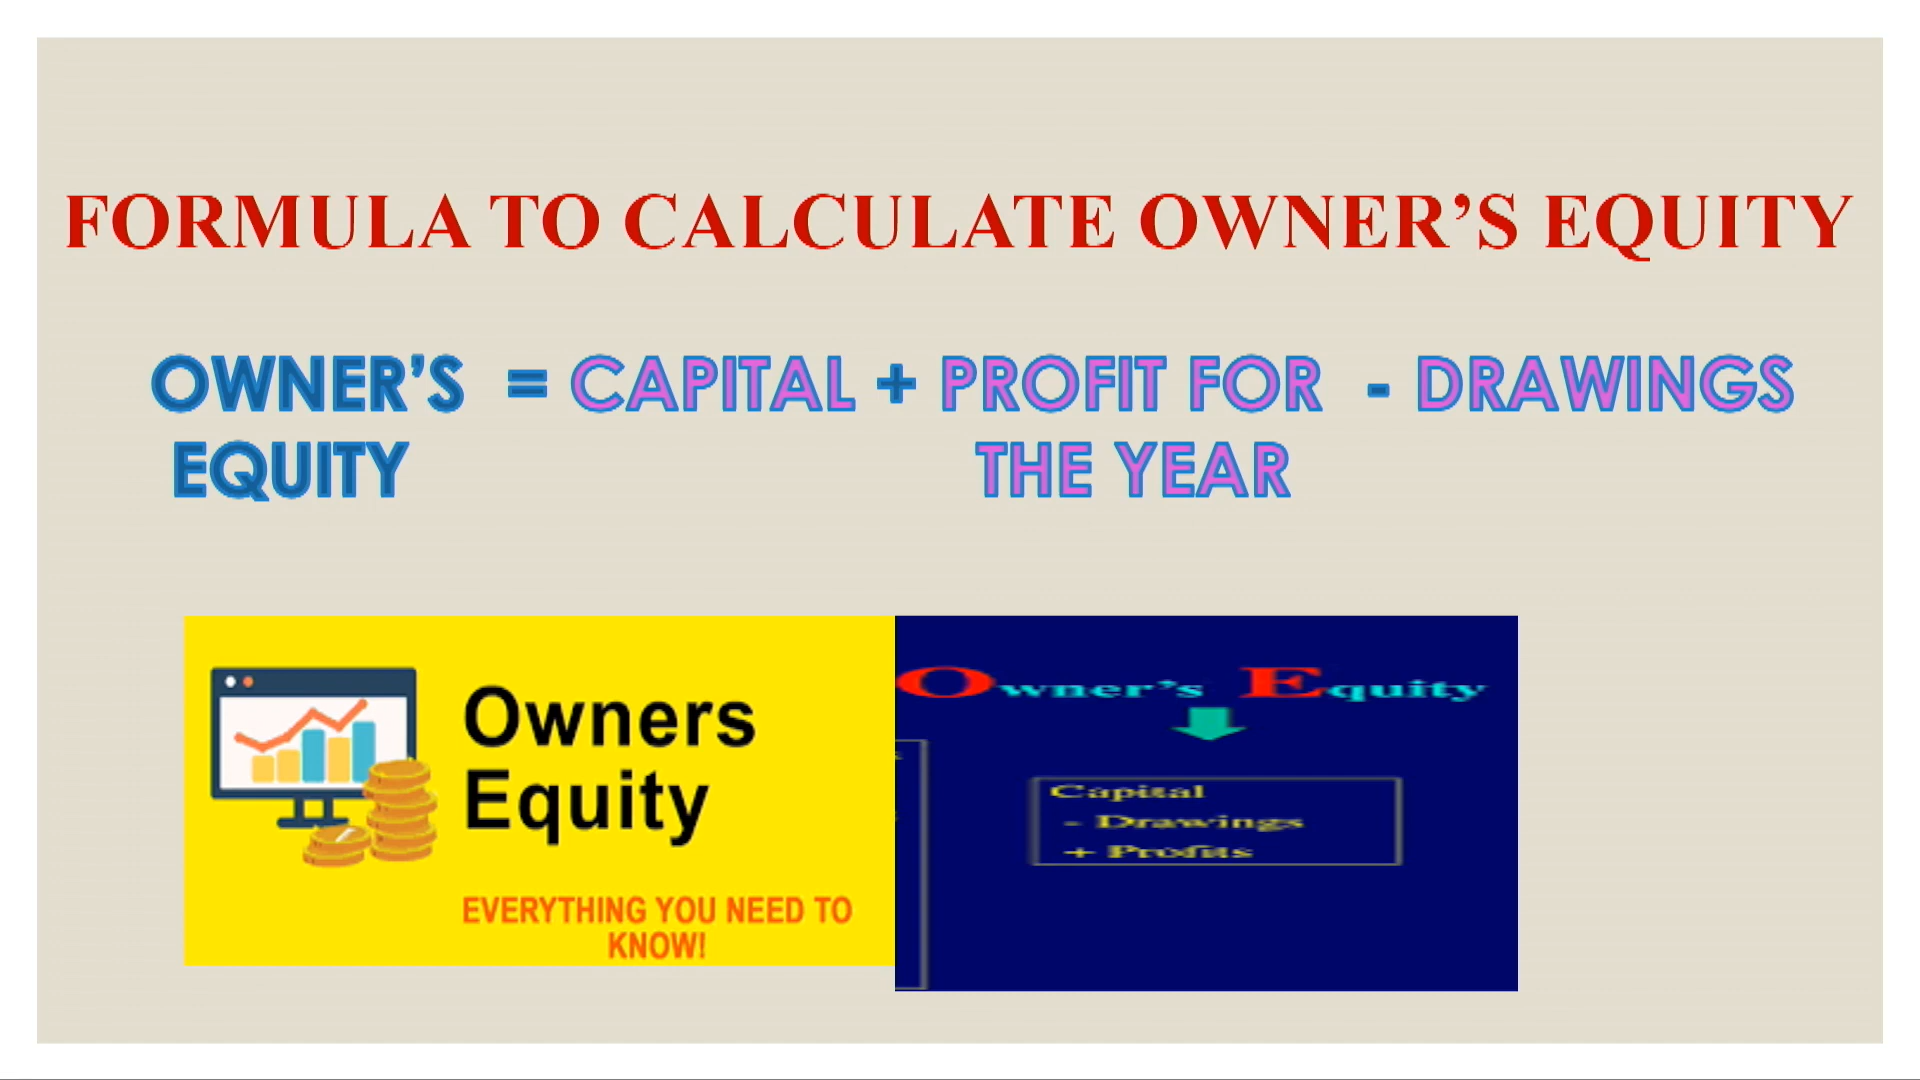 FORMULA TO CALCULATE OWNER’S EQUITY
OWNER’S = CAPITAL + PROFIT FOR - DRAWINGS
EQUITY THE YEAR
Owners
Equity
EVERYTHING YOU NEED TO
KNOW!
Owner’s Equity
Capital
- Drawings
+ Profits